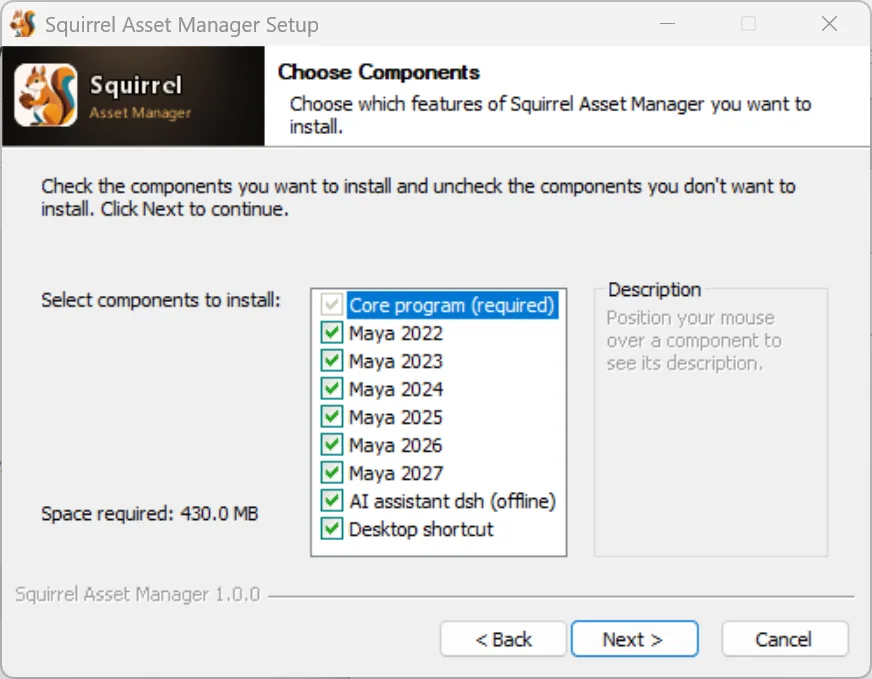 Squirrel Asset Manager Setup
Squirrel
Asset Manager
Choose Components
Choose which features of Squirrel Asset Manager you want to
install.
Check the components you want to install and uncheck the components you don't want to
install. Click Next to continue.
Select components to install:
Core program (required)
Maya 2022
Maya 2023
Maya 2024
Maya 2025
Maya 2026
Maya 2027
AI assistant dsh (offline)
Desktop shortcut
Description
Position your mouse
over a component to
see its description.
Space required: 430.0 MB
Squirrel Asset Manager 1.0.0
< Back
Next >
Cancel